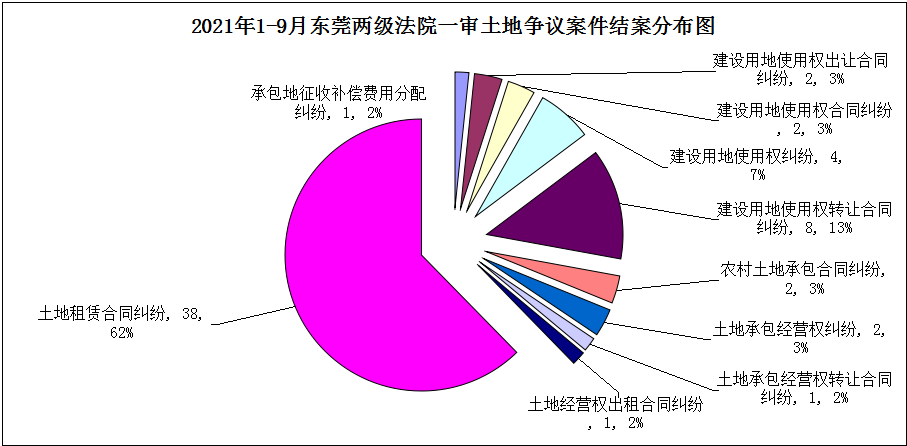 2021年1-9月东莞两级法院一审土地争议案件结案分布图
承包地征收补偿费用分配
纠纷, 1, 2%
建设用地使用权出让合同
纠纷, 2, 3%
建设用地使用权合同纠纷
, 2, 3%
建设用地使用权纠纷, 4,
7%
建设用地使用权转让合同
纠纷, 8, 13%
农村土地承包合同纠纷,
2, 3%
土地承包经营权纠纷, 2,
3%
土地承包经营权转让合同
纠纷, 1, 2%
土地经营权出租合同纠纷
, 1, 2%
土地租赁合同纠纷, 38,
62%